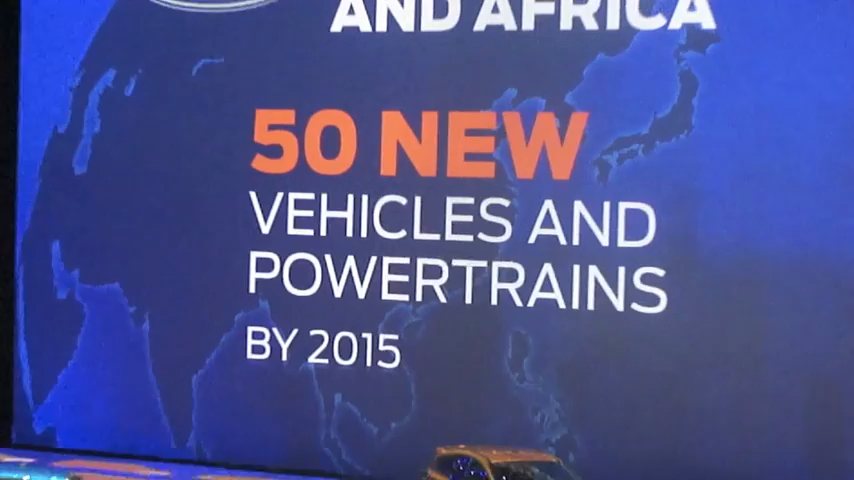 AND AFRICA
50 NEW
VEHICLES AND
POWERTRAINS
BY 2015